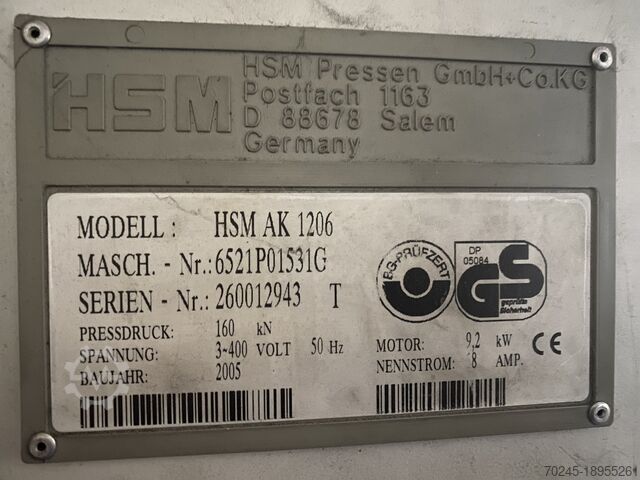 HSM
HSM Pressen GmbH+Co.KG
Postfach 1163
D 88678 Salem
Germany
MODELL : HSM AK 1206
MASCH. - Nr.: 6521P01531G
SERIEN - Nr.: 260012943 T
PRESSDRUCK: 160 kN
SPANNUNG: 3~400 VOLT 50 Hz
BAUJAHR: 2005
BG-PRÜFZERT
DP
05084
GS
geprüfte
Sicherheit
MOTOR: 9,2 kW
NENNSTROM: 8 AMP.
CE
70245-18955261